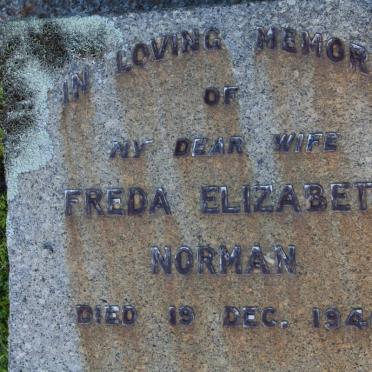 IN LOVING MEMOR
OF
MY DEAR WIFE
FREDA ELIZABET
NORMAN
DIED 19 DEC. 194